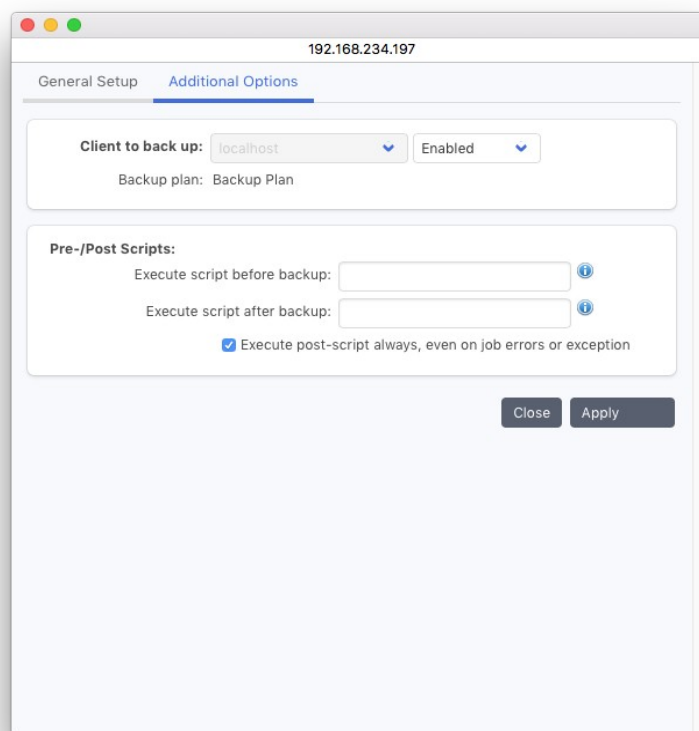 192.168.234.197
General Setup Additional Options
Client to back up: localhost Enabled
Backup plan: Backup Plan
Pre-/Post Scripts:
Execute script before backup:
Execute script after backup:
Execute post-script always, even on job errors or exception
Close Apply